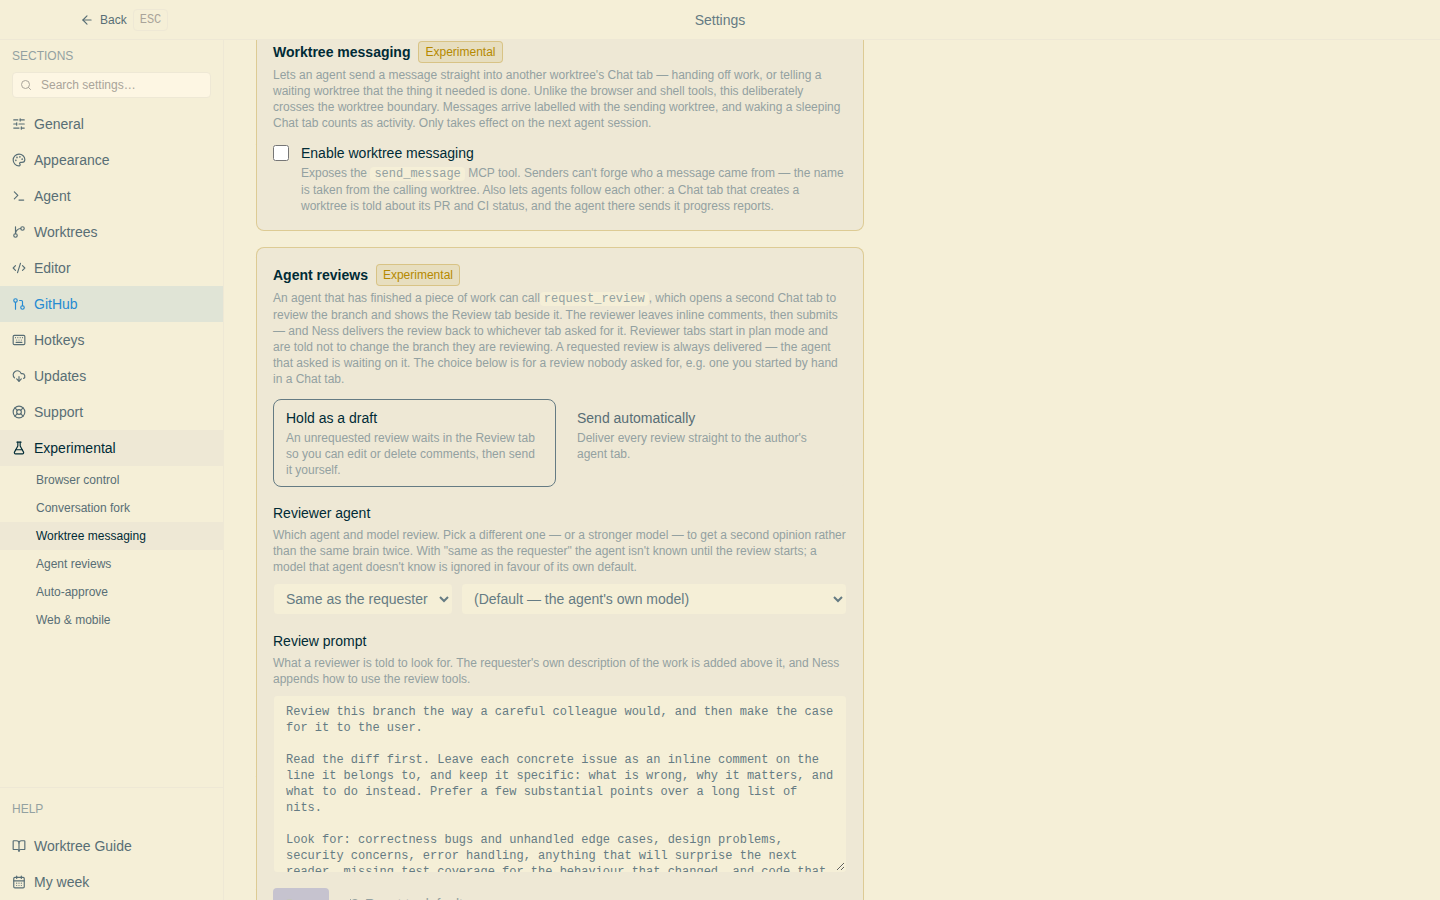 Back ESC
Settings
SECTIONS
Search settings…
General
Appearance
Agent
Worktrees
Editor
GitHub
Hotkeys
Updates
Support
Experimental
Browser control
Conversation fork
Worktree messaging
Agent reviews
Auto-approve
Web & mobile
HELP
Worktree Guide
My week
Worktree messaging Experimental
Lets an agent send a message straight into another worktree's Chat tab — handing off work, or telling a
waiting worktree that the thing it needed is done. Unlike the browser and shell tools, this deliberately
crosses the worktree boundary. Messages arrive labelled with the sending worktree, and waking a sleeping
Chat tab counts as activity. Only takes effect on the next agent session.
Enable worktree messaging
Exposes the send_message MCP tool. Senders can't forge who a message came from — the name
is taken from the calling worktree. Also lets agents follow each other: a Chat tab that creates a
worktree is told about its PR and CI status, and the agent there sends it progress reports.
Agent reviews Experimental
An agent that has finished a piece of work can call request_review , which opens a second Chat tab to
review the branch and shows the Review tab beside it. The reviewer leaves inline comments, then submits
— and Ness delivers the review back to whichever tab asked for it. Reviewer tabs start in plan mode and
are told not to change the branch they are reviewing. A requested review is always delivered — the agent
that asked is waiting on it. The choice below is for a review nobody asked for, e.g. one you started by hand
in a Chat tab.
Hold as a draft
An unrequested review waits in the Review tab
so you can edit or delete comments, then send
it yourself.
Send automatically
Deliver every review straight to the author's
agent tab.
Reviewer agent
Which agent and model review. Pick a different one — or a stronger model — to get a second opinion rather
than the same brain twice. With "same as the requester" the agent isn't known until the review starts; a
model that agent doesn't know is ignored in favour of its own default.
Same as the requester
(Default — the agent's own model)
Review prompt
What a reviewer is told to look for. The requester's own description of the work is added above it, and Ness
appends how to use the review tools.
Review this branch the way a careful colleague would, and then make the case
for it to the user.
Read the diff first. Leave each concrete issue as an inline comment on the
line it belongs to, and keep it specific: what is wrong, why it matters, and
what to do instead. Prefer a few substantial points over a long list of
nits.
Look for: correctness bugs and unhandled edge cases, design problems,
security concerns, error handling, anything that will surprise the next
reader, missing test coverage for the behaviour that changed, and code that